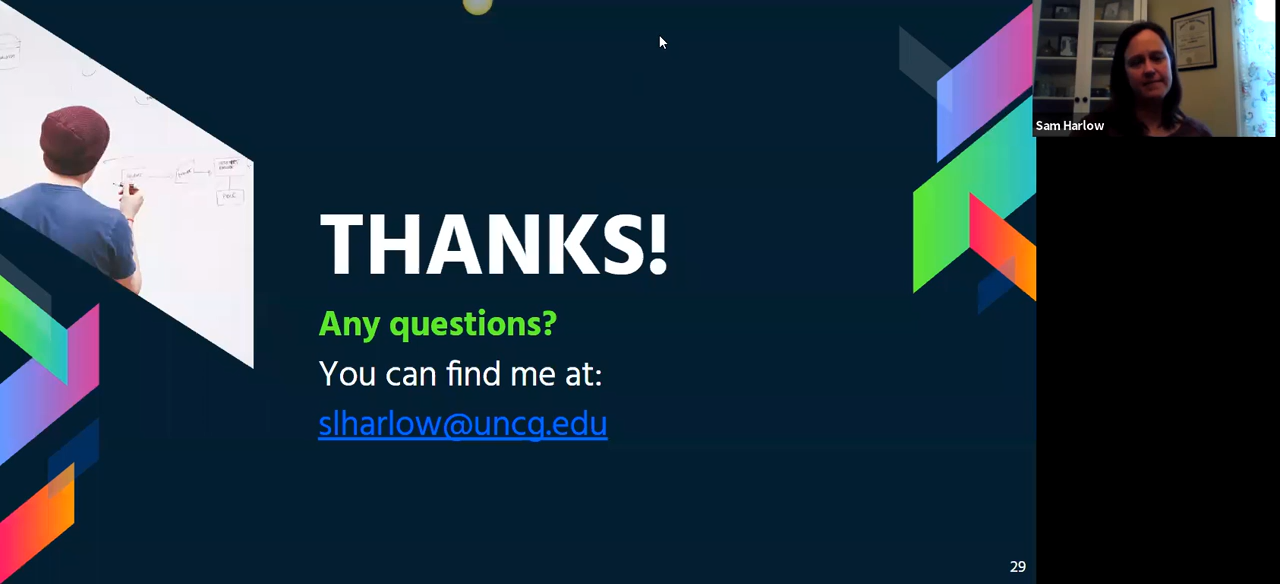 THANKS!
Any questions?
You can find me at:
slharlow@uncg.edu
29
Sam Harlow